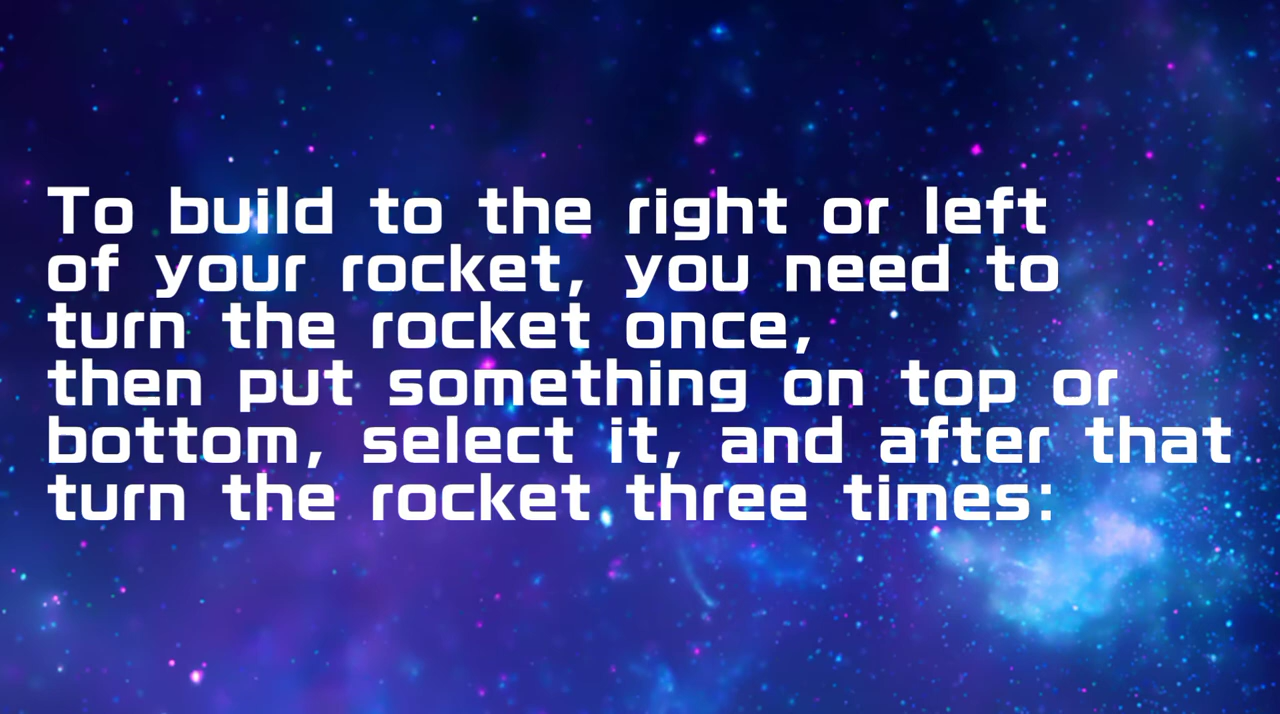 To build to the right or left
of your rocket, you need to
turn the rocket once,
then put something on top or
bottom, select it, and after that
turn the rocket three times: